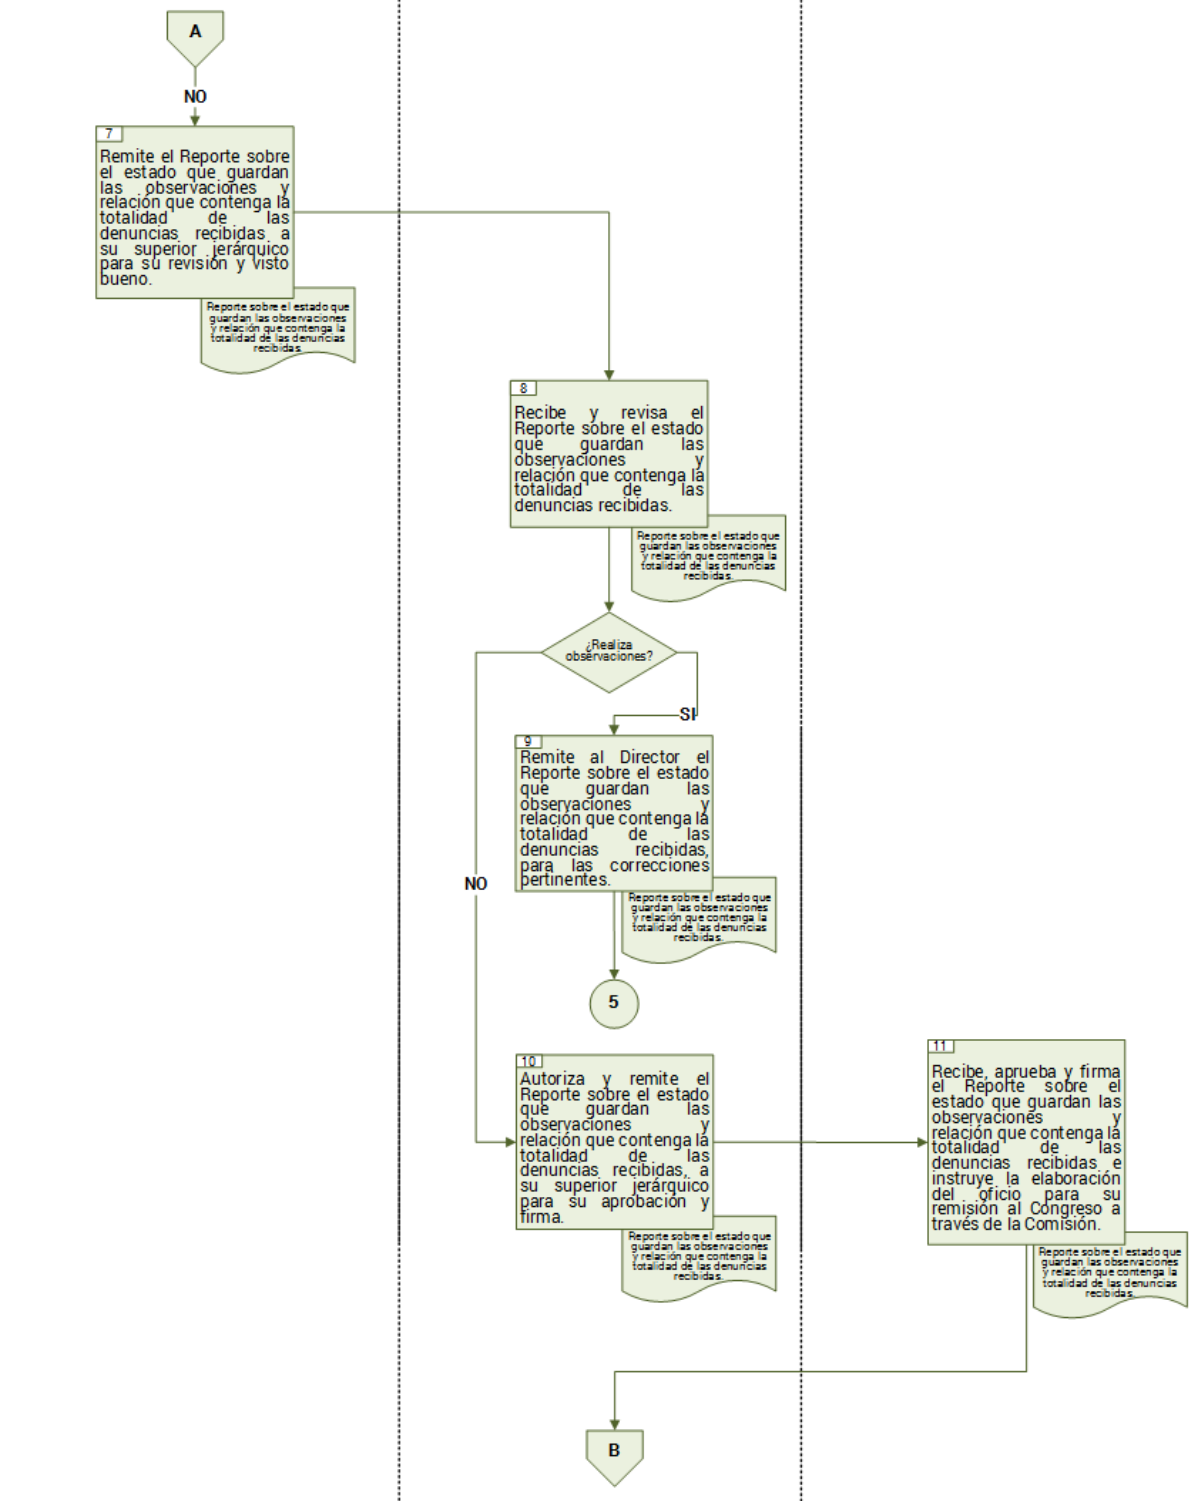 A
NO
7
Remite el Reporte sobre
el estado que guardan
las observaciones y
relación que contenga la
totalidad de las
denuncias recibidas a
su superior jerárquico
para su revisión y visto
bueno.
Reporte sobre el estado que
guardan las observaciones
y relación que contenga la
totalidad de las denuncias
recibidas.
8
Recibe y revisa el
Reporte sobre el estado
que guardan las
observaciones y
relación que contenga la
totalidad de las
denuncias recibidas.
Reporte sobre el estado que
guardan las observaciones
y relación que contenga la
totalidad de las denuncias
recibidas.
¿Realiza
observaciones?
SI
9
Remite al Director el
Reporte sobre el estado
que guardan las
observaciones y
relación que contenga la
totalidad de las
denuncias recibidas,
para las correcciones
pertinentes.
NO
Reporte sobre el estado que
guardan las observaciones
y relación que contenga la
totalidad de las denuncias
recibidas.
5
10
Autoriza y remite el
Reporte sobre el estado
que guardan las
observaciones y
relación que contenga la
totalidad de las
denuncias recibidas, a
su superior jerárquico
para su aprobación y
firma.
Reporte sobre el estado que
guardan las observaciones
y relación que contenga la
totalidad de las denuncias
recibidas.
11
Recibe, aprueba y firma
el Reporte sobre el
estado que guardan las
observaciones y
relación que contenga la
totalidad de las
denuncias recibidas e
instruye la elaboración
del oficio para su
remisión al Congreso a
través de la Comisión.
Reporte sobre el estado que
guardan las observaciones
y relación que contenga la
totalidad de las denuncias
recibidas.
B